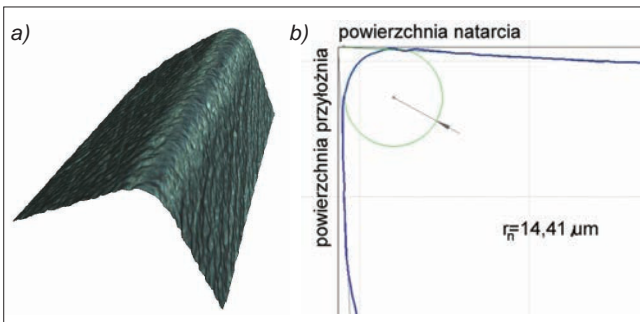 a)
b)
powierzchnia natarcia
powierzchnia przyłożnia
rₙ=14,41 µm